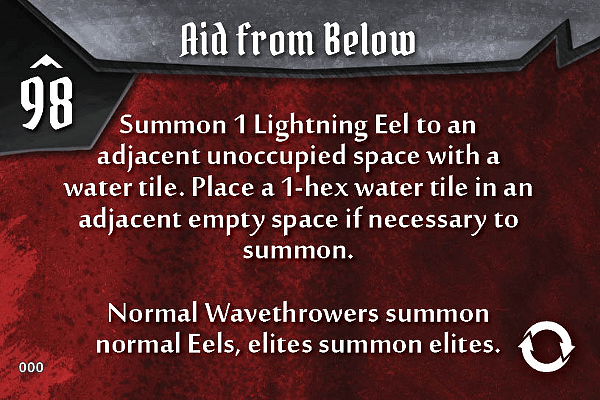 Aid from Below
98
Summon 1 Lightning Eel to an
adjacent unoccupied space with a
water tile. Place a 1-hex water tile in an
adjacent empty space if necessary to
summon.
Normal Wavethrowers summon
normal Eels, elites summon elites.
000